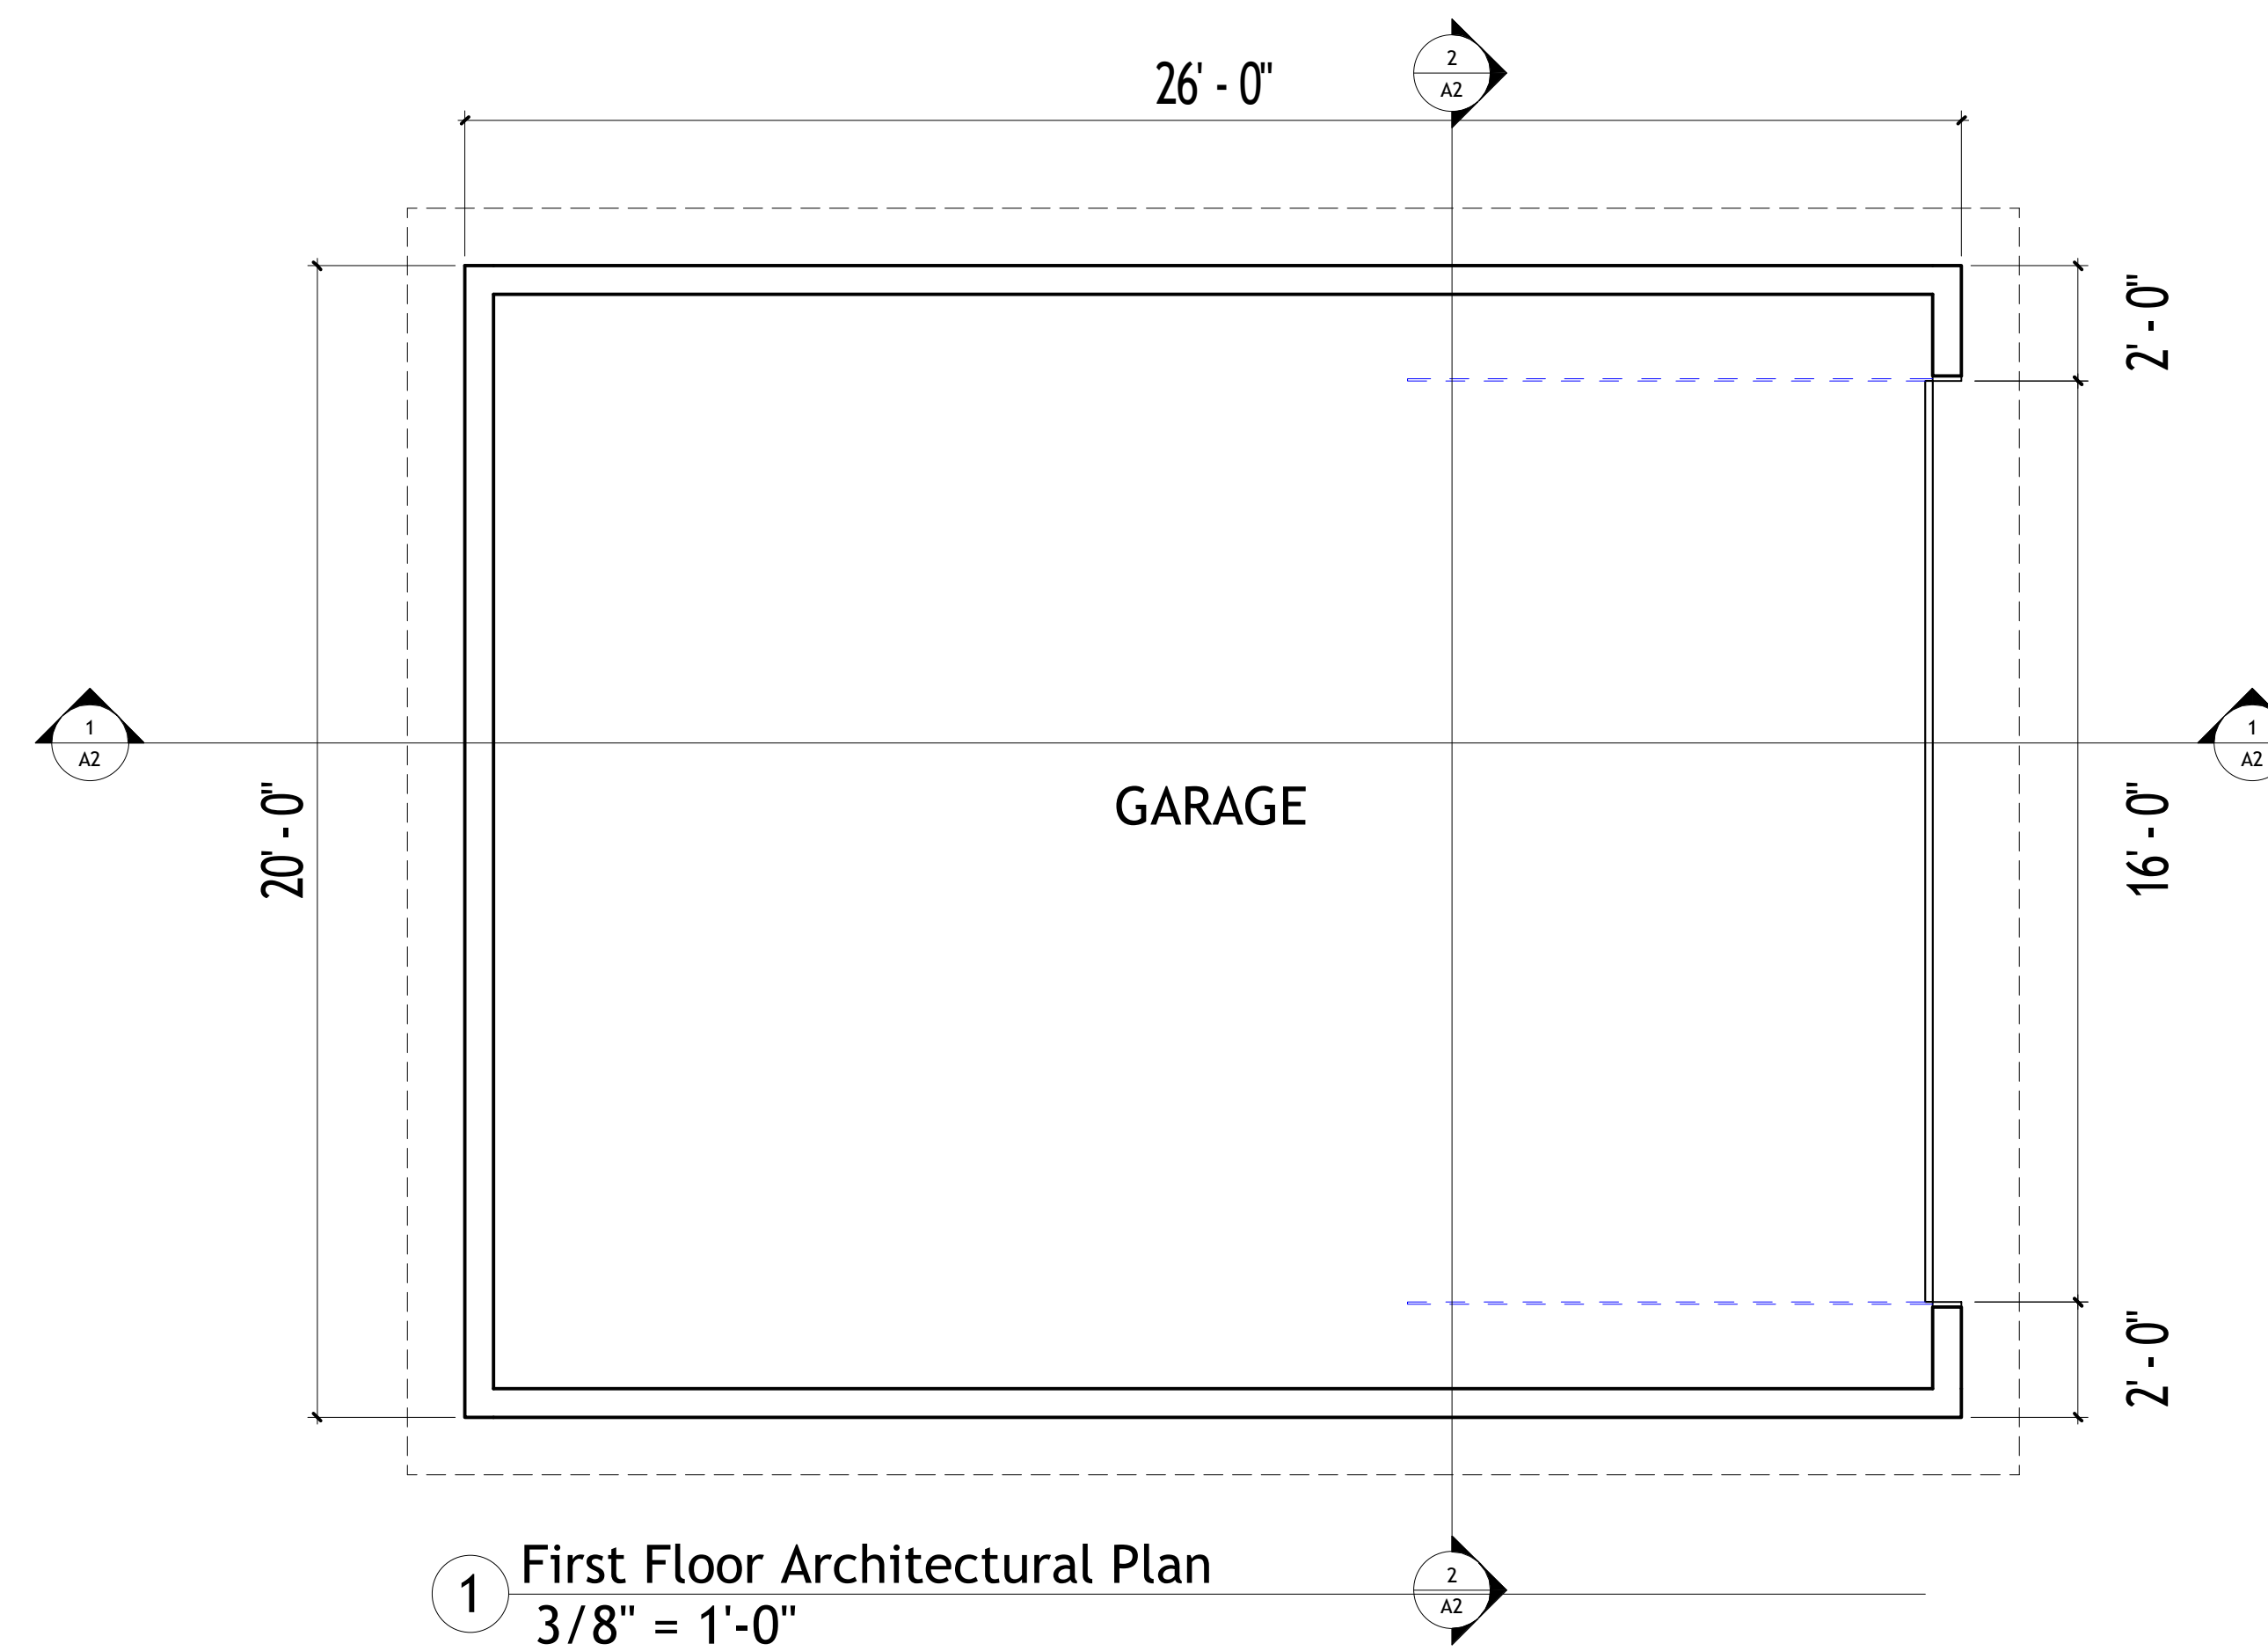 2
A2
26' - 0"
2' - 0"
1
A2
1
A2
20' - 0"
GARAGE
16' - 0"
2' - 0"
1
First Floor Architectural Plan
3/8" = 1'-0"
2
A2